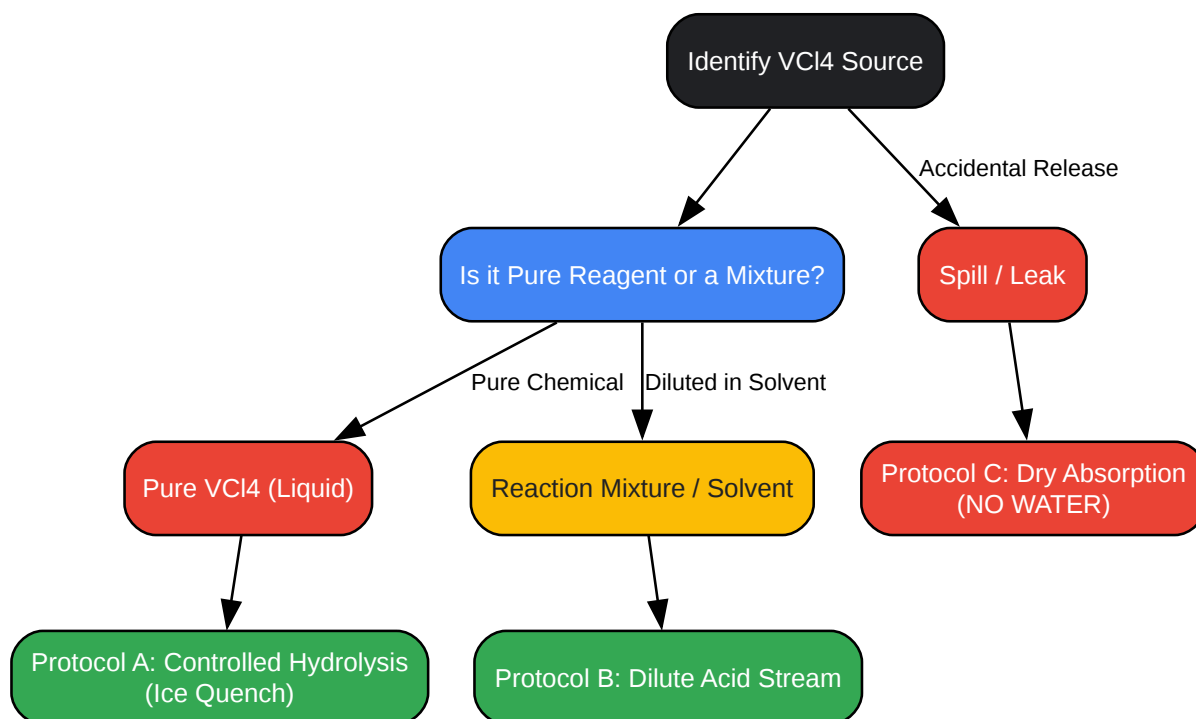 Identify VCl4 Source
Accidental Release
Is it Pure Reagent or a Mixture?
Spill / Leak
Pure Chemical
Diluted in Solvent
Pure VCl4 (Liquid)
Reaction Mixture / Solvent
Protocol C: Dry Absorption
(NO WATER)
Protocol A: Controlled Hydrolysis
(Ice Quench)
Protocol B: Dilute Acid Stream